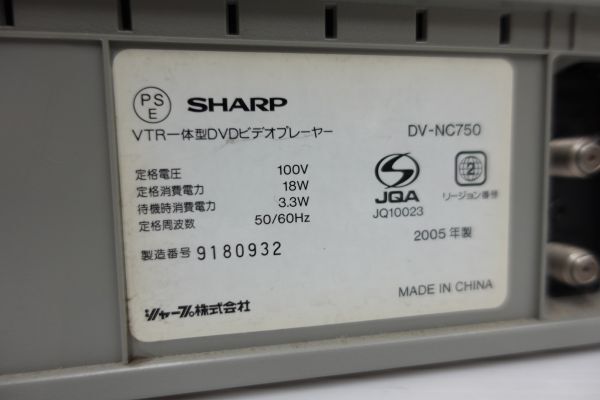 PS
E
SHARP
VTR一体型DVDビデオプレーヤー DV-NC750
定格電圧 100V
定格消費電力 18W
待機時消費電力 3.3W
定格周波数 50/60Hz
JQA
JQ10023
2
リージョン番号
製造番号 9180932
2005年製
シャープ株式会社
MADE IN CHINA